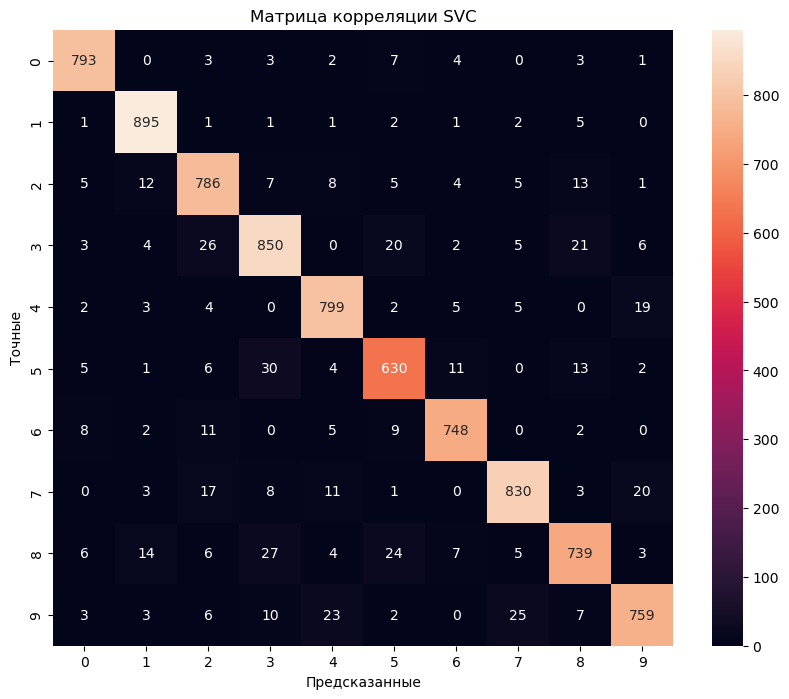 Матрица корреляции SVC
0 793 0 3 3 2 7 4 0 3 1
1 1 895 1 1 1 2 1 2 5 0
2 5 12 786 7 8 5 4 5 13 1
3 3 4 26 850 0 20 2 5 21 6
4 2 3 4 0 799 2 5 5 0 19
5 5 1 6 30 4 630 11 0 13 2
6 8 2 11 0 5 9 748 0 2 0
7 0 3 17 8 11 1 0 830 3 20
8 6 14 6 27 4 24 7 5 739 3
9 3 3 6 10 23 2 0 25 7 759
0 1 2 3 4 5 6 7 8 9
Точные
Предсказанные
800
700
600
500
400
300
200
100
0